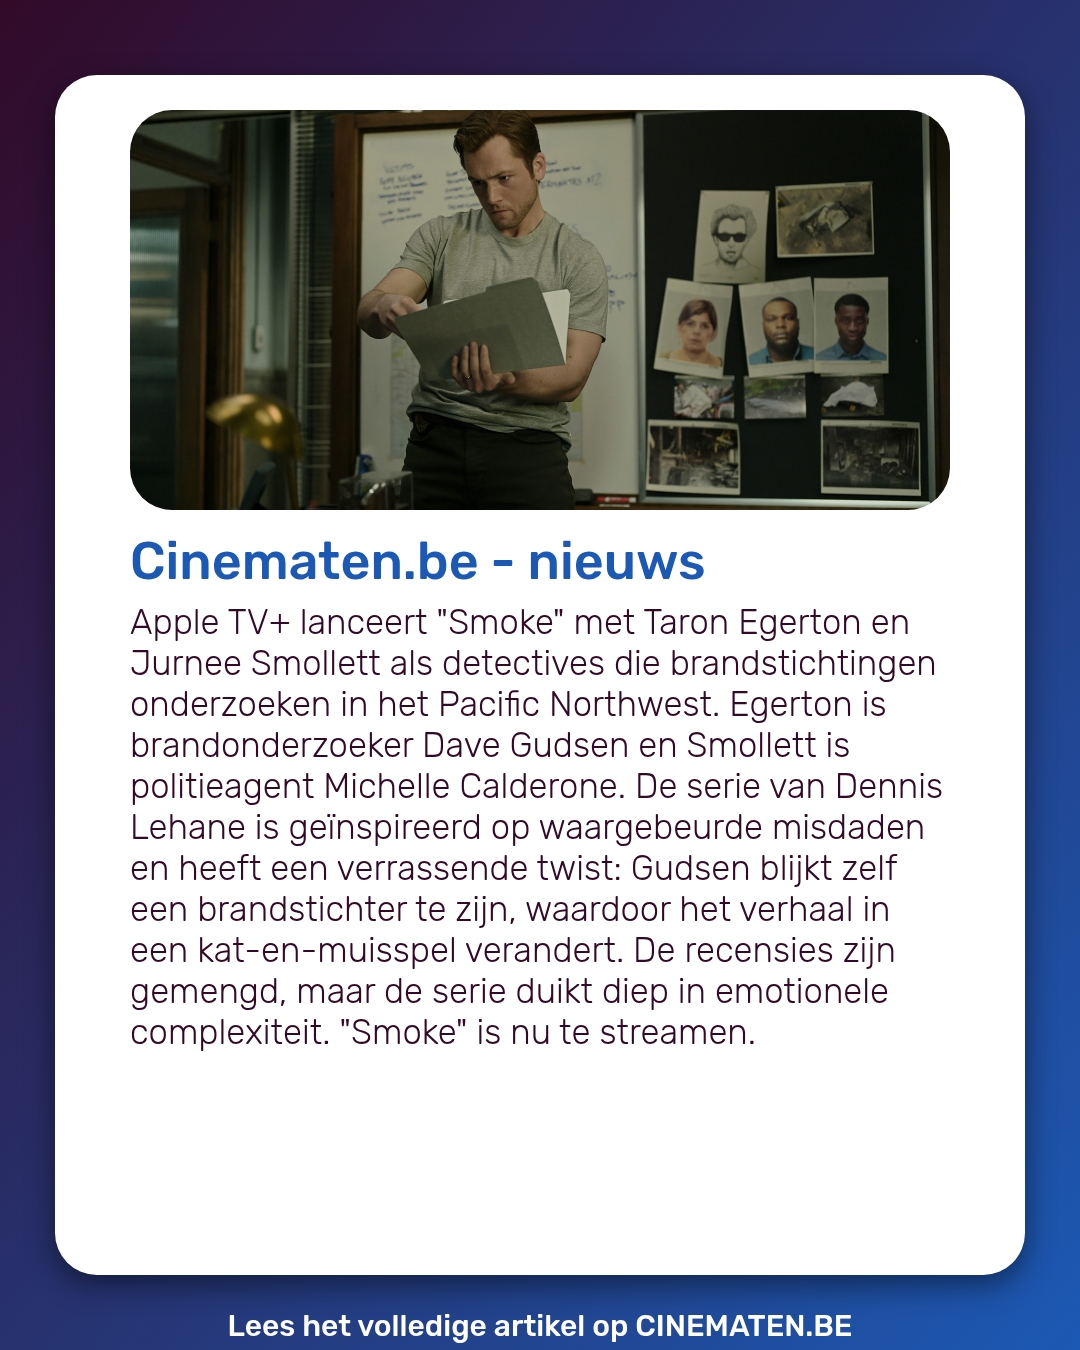 Cinematen.be - nieuws
Apple TV+ lanceert "Smoke" met Taron Egerton en
Jurnee Smollett als detectives die brandstichtingen
onderzoeken in het Pacific Northwest. Egerton is
brandonderzoeker Dave Gudsen en Smollett is
politieagent Michelle Calderone. De serie van Dennis
Lehane is geïnspireerd op waargebeurde misdaden
en heeft een verrassende twist: Gudsen blijkt zelf
een brandstichter te zijn, waardoor het verhaal in
een kat-en-muisspel verandert. De recensies zijn
gemengd, maar de serie duikt diep in emotionele
complexiteit. "Smoke" is nu te streamen.
Lees het volledige artikel op CINEMATEN.BE